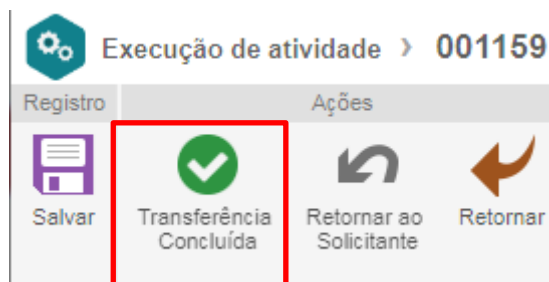 Execução de atividade › 001159
Registro Ações
Salvar Transferência Retornar ao Retornar
Concluída Solicitante